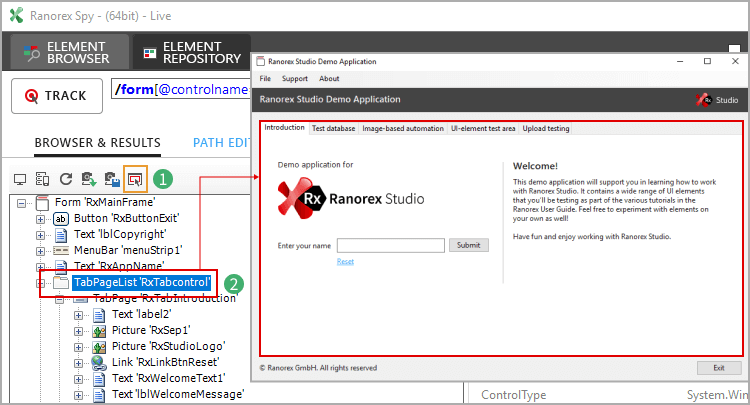 Ranorex Spy - (64bit) - Live
ELEMENT
BROWSER
ELEMENT
REPOSITORY
TRACK
/form[@controlname
BROWSER & RESULTS
PATH EDI
1
Form 'RxMainFrame'
Button 'RxButtonExit'
ab
Text 'lblCopyright'
MenuBar 'menuStrip1'
Text 'RxAppName'
TabPageList 'RxTabcontrol'
2
TabPage 'RxTabIntroduction'
Text 'label2'
Picture 'RxSep1'
Picture 'RxStudioLogo'
Link 'RxLinkBtnReset'
Text 'RxWelcomeText1'
Text 'lblWelcomeMessage'
Ranorex Studio Demo Application
File Support About
Ranorex Studio Demo Application
Rx Studio
Introduction Test database Image-based automation UI-element test area Upload testing
Demo application for
Rx Ranorex Studio
Enter your name
Submit
Reset
Welcome!
This demo application will support you in learning how to work
with Ranorex Studio. It contains a wide range of UI elements
that you'll be testing as part of the various tutorials in the
Ranorex User Guide. Feel free to experiment with elements on
your own as well!
Have fun and enjoy working with Ranorex Studio.
© Ranorex GmbH. All rights reserved
Exit
ControlType System.Win